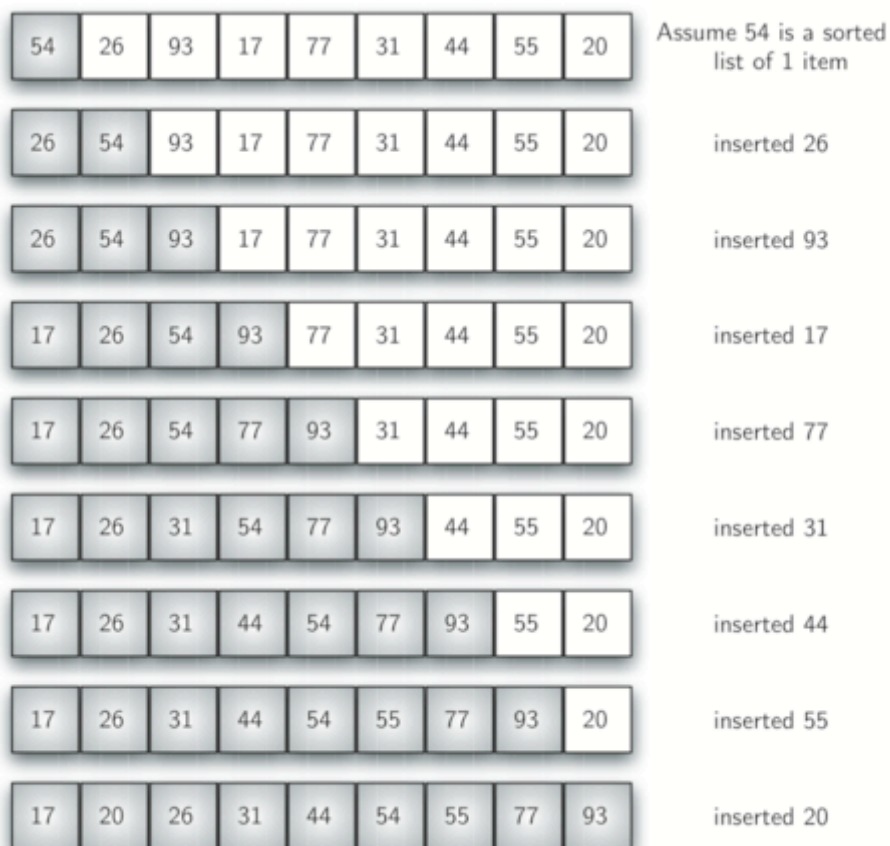 54 26 93 17 77 31 44 55 20 Assume 54 is a sorted
list of 1 item
26 54 93 17 77 31 44 55 20 inserted 26
26 54 93 17 77 31 44 55 20 inserted 93
17 26 54 93 77 31 44 55 20 inserted 17
17 26 54 77 93 31 44 55 20 inserted 77
17 26 31 54 77 93 44 55 20 inserted 31
17 26 31 44 54 77 93 55 20 inserted 44
17 26 31 44 54 55 77 93 20 inserted 55
17 20 26 31 44 54 55 77 93 inserted 20